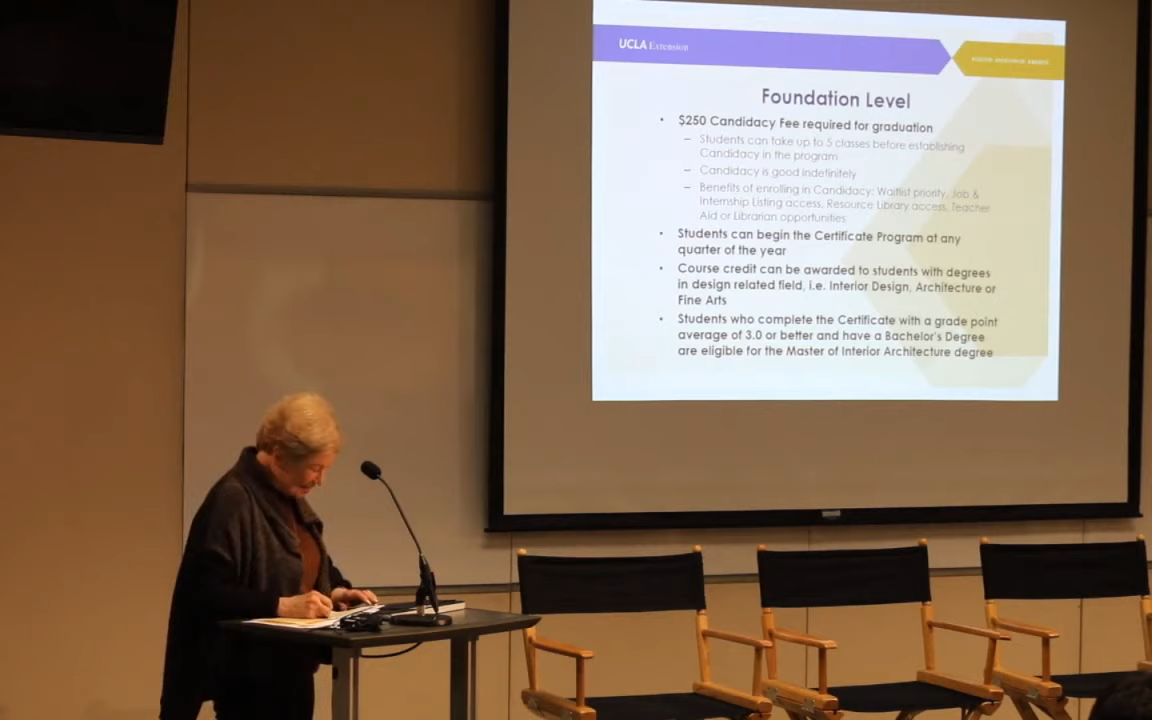 UCLA Extension
Foundation Level
• $250 Candidacy Fee required for graduation
– Students can take up to 5 classes before establishing
Candidacy in the program
– Candidacy is good indefinitely
– Benefits of enrolling in Candidacy: Waitlist priority, Job &
Internship Listing access, Resource Library access, Teacher
Aid or Librarian opportunities
• Students can begin the Certificate Program at any
quarter of the year
• Course credit can be awarded to students with degrees
in design related field, i.e. Interior Design, Architecture or
Fine Arts
• Students who complete the Certificate with a grade point
average of 3.0 or better and have a Bachelor's Degree
are eligible for the Master of Interior Architecture degree